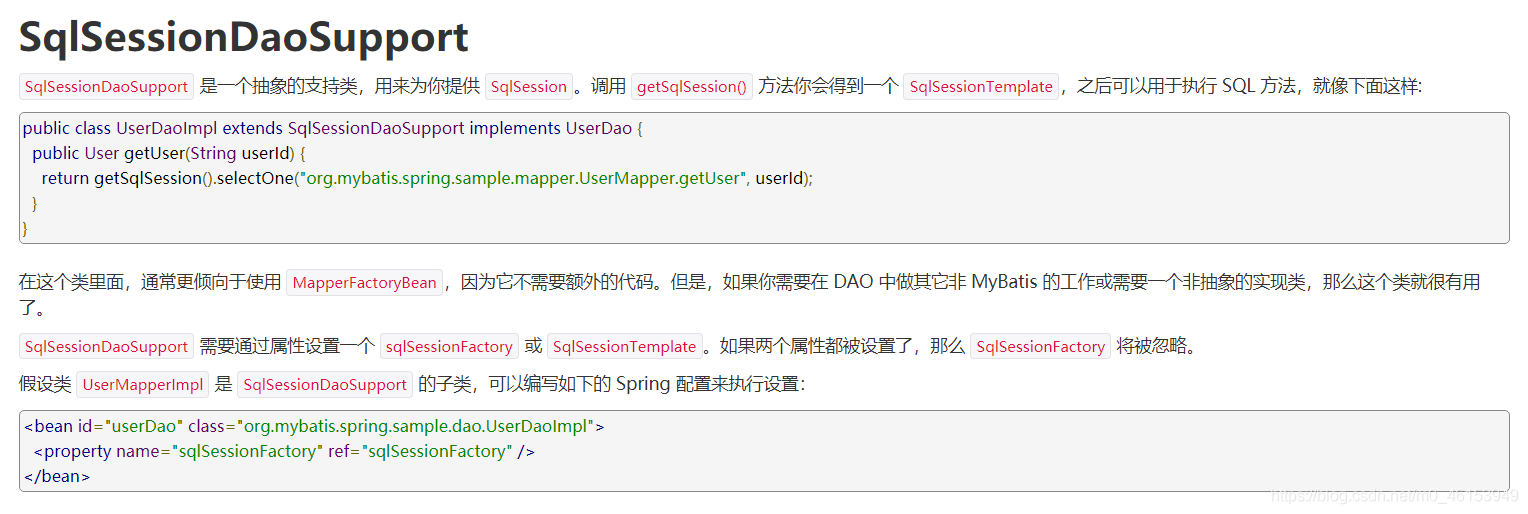 SqlSessionDaoSupport
SqlSessionDaoSupport 是一个抽象的支持类，用来为你提供 SqlSession。调用 getSqlSession() 方法你会得到一个 SqlSessionTemplate，之后可以用于执行 SQL 方法，就像下面这样:
public class UserDaoImpl extends SqlSessionDaoSupport implements UserDao {
  public User getUser(String userId) {
    return getSqlSession().selectOne("org.mybatis.spring.sample.mapper.UserMapper.getUser", userId);
  }
}
在这个类里面，通常更倾向于使用 MapperFactoryBean，因为它不需要额外的代码。但是，如果你需要在 DAO 中做其它非 MyBatis 的工作或需要一个非抽象的实现类，那么这个类就很有用
了。
SqlSessionDaoSupport 需要通过属性设置一个 sqlSessionFactory 或 SqlSessionTemplate。如果两个属性都被设置了，那么 SqlSessionFactory 将被忽略。
假设类 UserMapperImpl 是 SqlSessionDaoSupport 的子类，可以编写如下的 Spring 配置来执行设置：
<bean id="userDao" class="org.mybatis.spring.sample.dao.UserDaoImpl">
  <property name="sqlSessionFactory" ref="sqlSessionFactory" />
</bean>
https://blog.csdn.net/m0_46153949